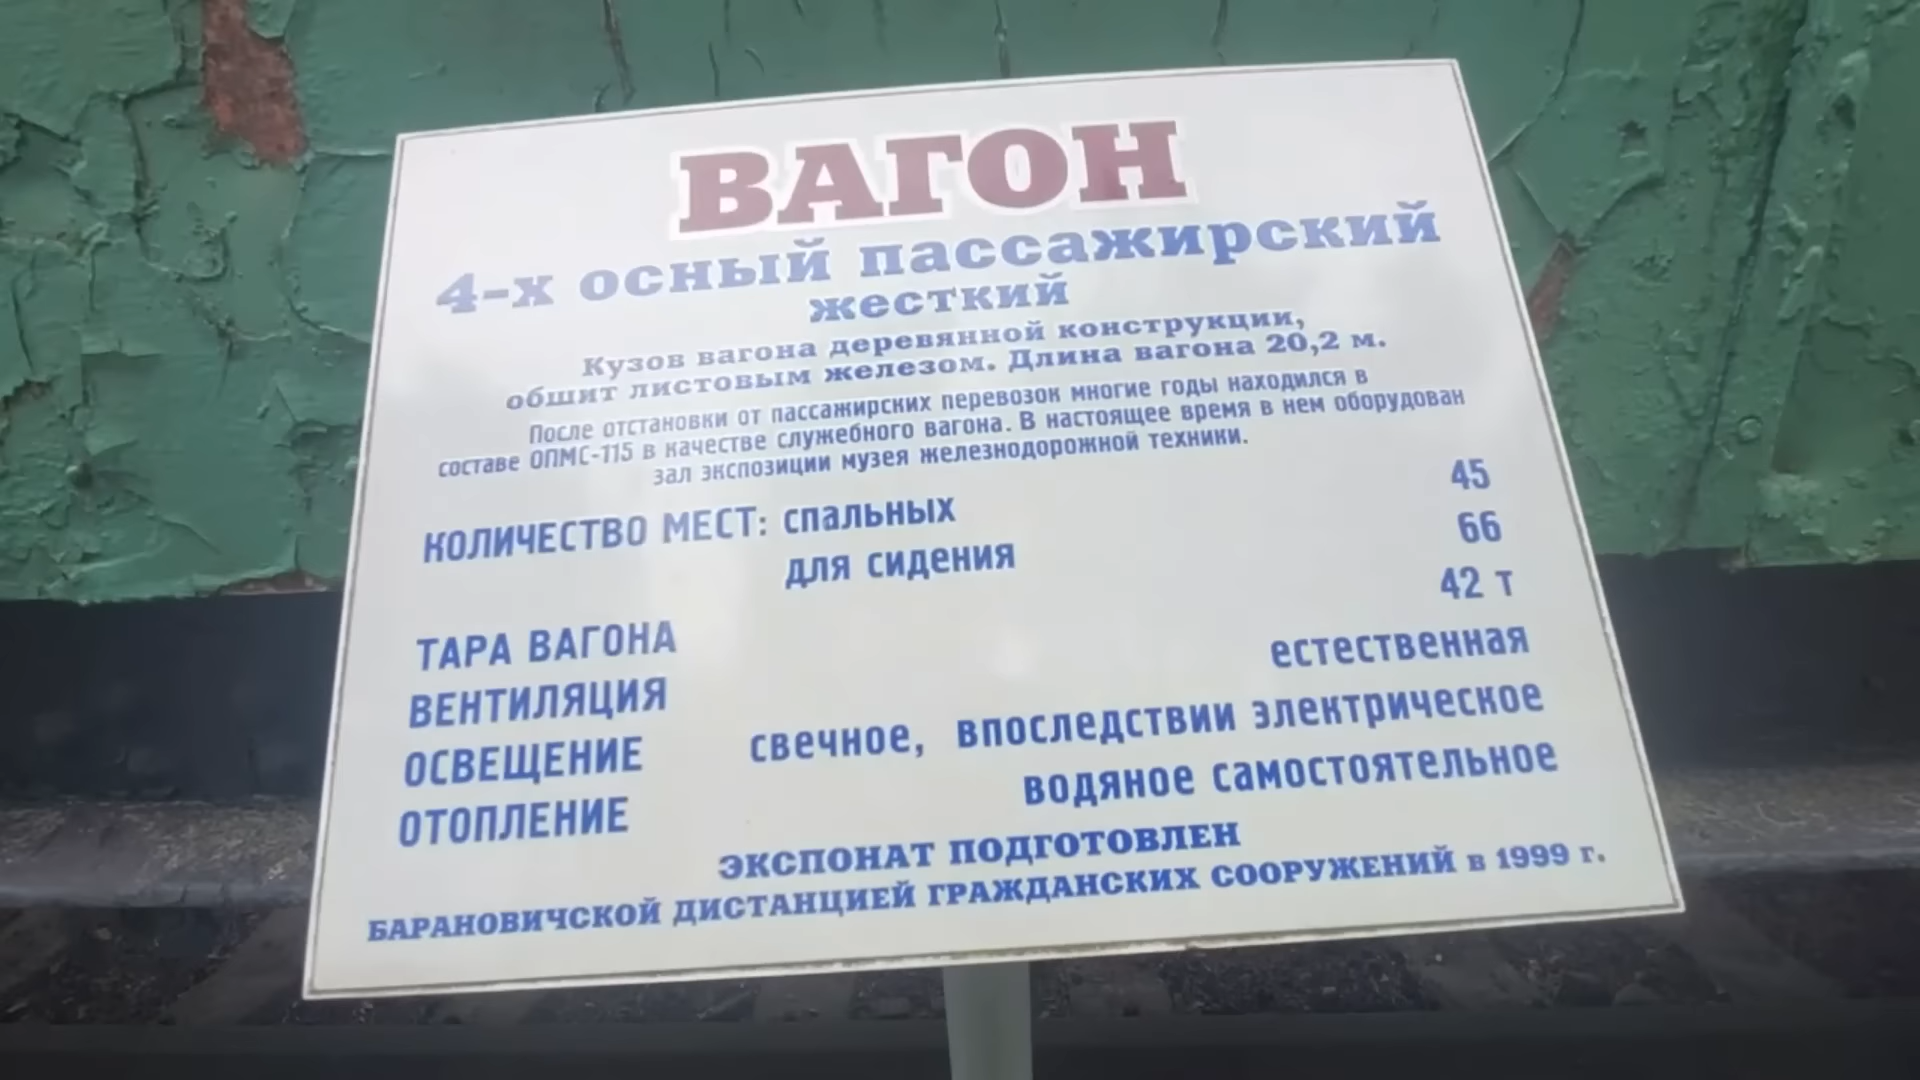 ВАГОН
4-х осный пассажирский
жесткий
Кузов вагона деревянной конструкции,
обшит листовым железом. Длина вагона 20,2 м.
После отстановки от пассажирских перевозок многие годы находился в
составе ОПМС-115 в качестве служебного вагона. В настоящее время в нем оборудован
зал экспозиции музея железнодорожной техники.
КОЛИЧЕСТВО МЕСТ: спальных 45
для сидения 66
ТАРА ВАГОНА 42 т
ВЕНТИЛЯЦИЯ естественная
ОСВЕЩЕНИЕ свечное, впоследствии электрическое
ОТОПЛЕНИЕ водяное самостоятельное
ЭКСПОНАТ ПОДГОТОВЛЕН
БАРАНОВИЧСКОЙ ДИСТАНЦИЕЙ ГРАЖДАНСКИХ СООРУЖЕНИЙ в 1999 г.